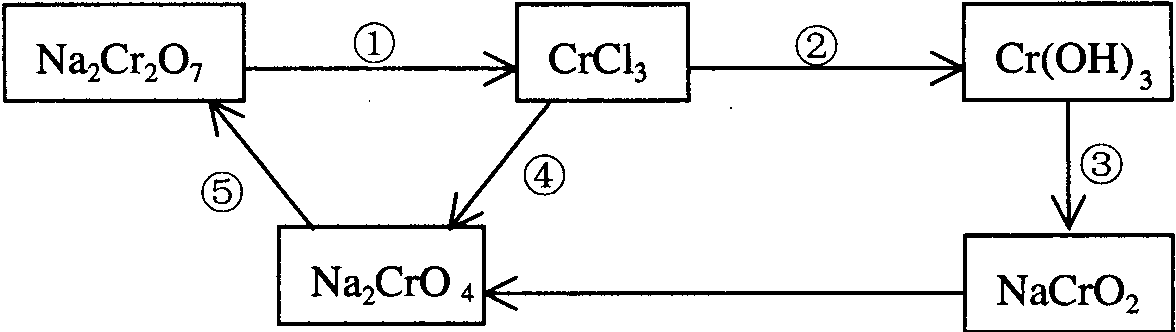 Na₂Cr₂O₇ ① CrCl₃ ② Cr(OH)₃
⑤ ④ ③
Na₂CrO₄ NaCrO₂